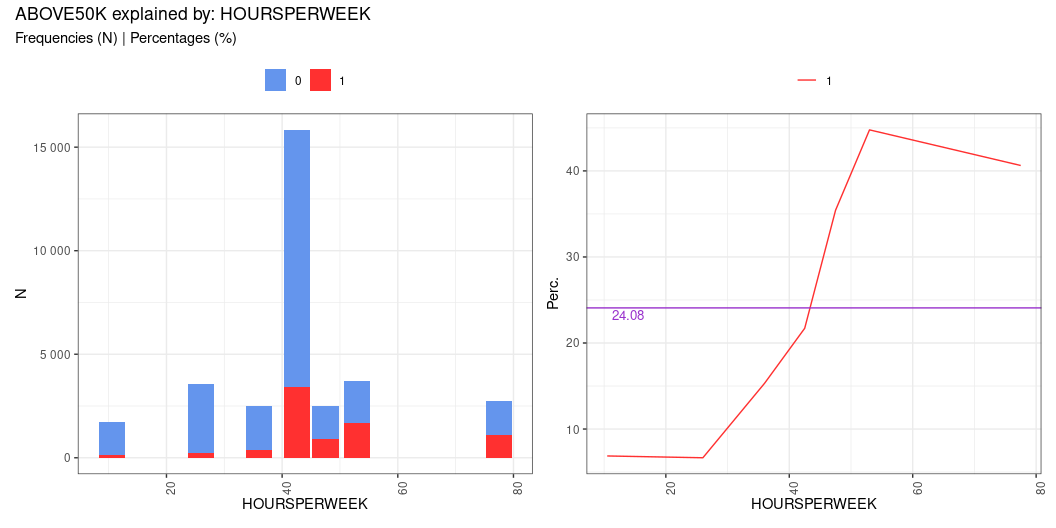 ABOVE50K explained by: HOURSPERWEEK
Frequencies (N) | Percentages (%)
0 1
1
15 000
10 000
5 000
0
N
20 40 60 80
HOURSPERWEEK
40
30
20
10
Perc.
24.08
20 40 60 80
HOURSPERWEEK